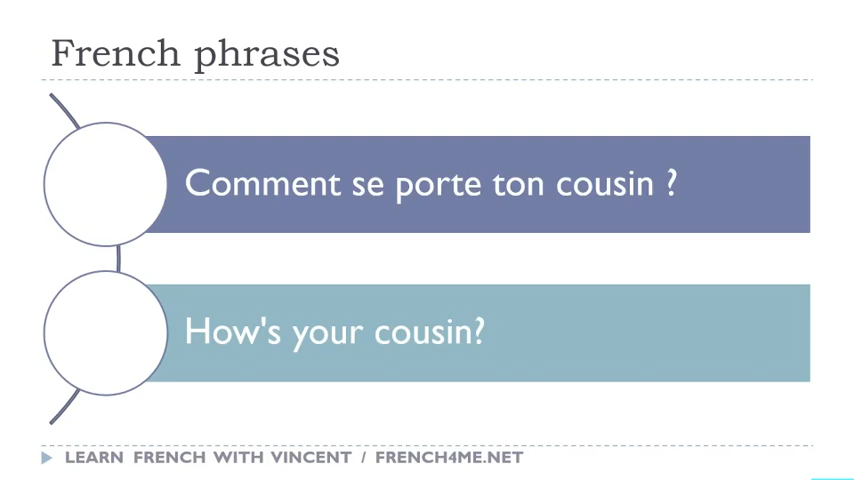 French phrases
Comment se porte ton cousin ?
How's your cousin?
LEARN FRENCH WITH VINCENT / FRENCH4ME.NET